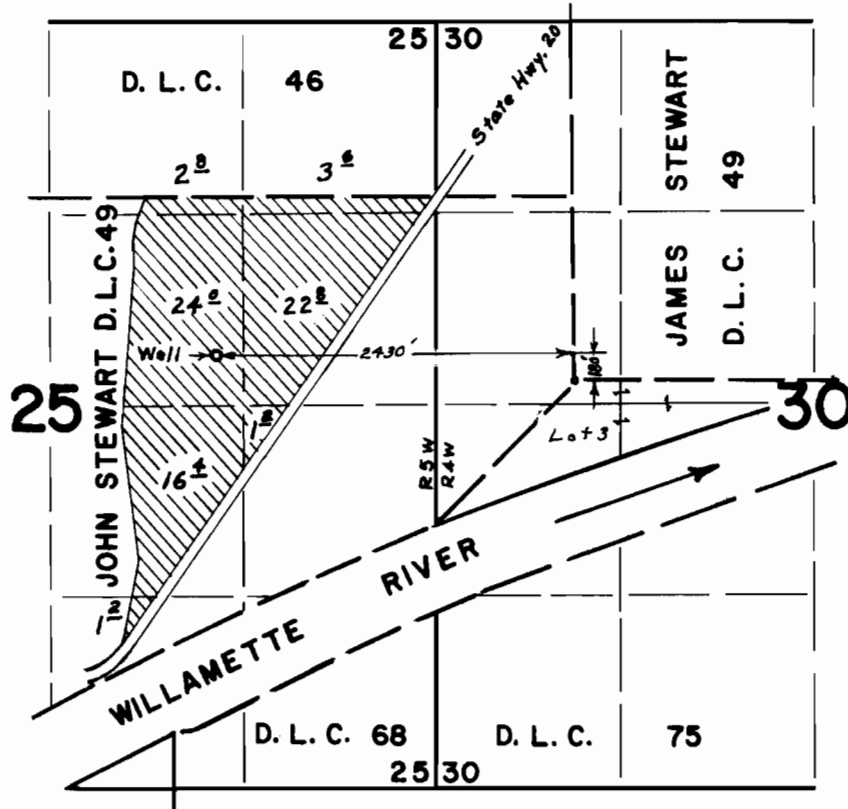 25 30
State Hwy. 20
D. L. C. 46
JAMES STEWART
D. L. C. 49
2 8
3 6
JOHN STEWART D.L.C. 49
24 0
22 8
Well
2430'
180'
25
30
1 2
Lot 3
16 4
R5W
R4W
1 2
WILLAMETTE RIVER
D. L. C. 68
D. L. C. 75
25 30